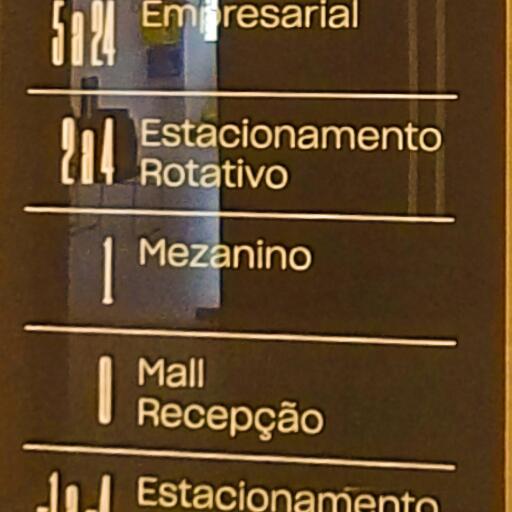 5 a 24 Empresarial
2 a 4 Estacionamento
Rotativo
1 Mezanino
0 Mall
Recepção
Estacionamento